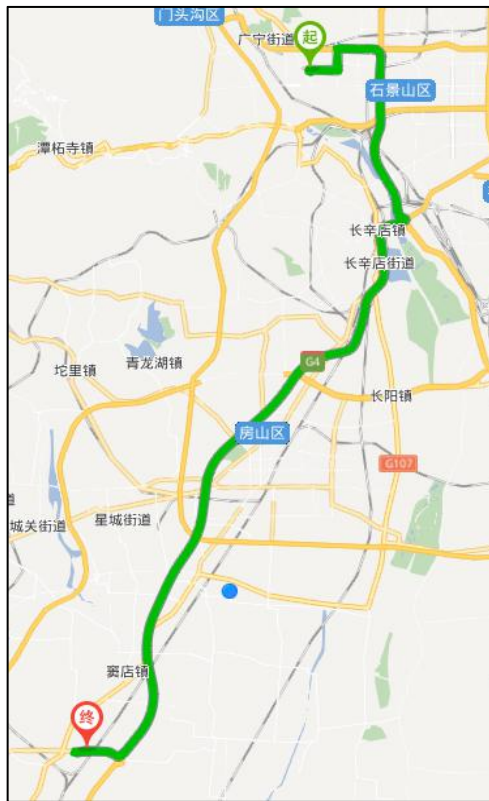 门头沟区
广宁街道
起
石景山区
潭柘寺镇
长辛店镇
长辛店街道
G4
青龙湖镇
坨里镇
长阳镇
房山区
G107
星城街道
城关街道
窦店镇
终